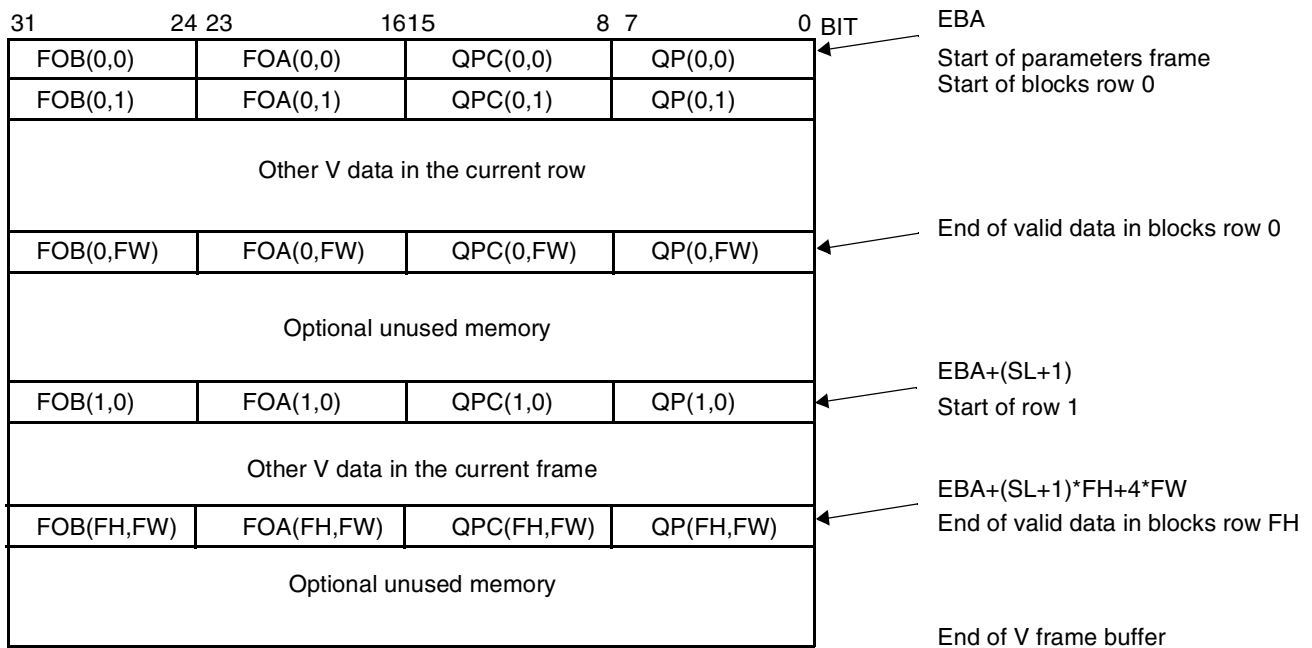 31 24 23 1615 8 7 0 BIT
EBA
FOB(0,0) FOA(0,0) QPC(0,0) QP(0,0)
Start of parameters frame
FOB(0,1) FOA(0,1) QPC(0,1) QP(0,1)
Start of blocks row 0
Other V data in the current row
End of valid data in blocks row 0
FOB(0,FW) FOA(0,FW) QPC(0,FW) QP(0,FW)
Optional unused memory
EBA+(SL+1)
FOB(1,0) FOA(1,0) QPC(1,0) QP(1,0)
Start of row 1
Other V data in the current frame
EBA+(SL+1)*FH+4*FW
FOB(FH,FW) FOA(FH,FW) QPC(FH,FW) QP(FH,FW)
End of valid data in blocks row FH
Optional unused memory
End of V frame buffer